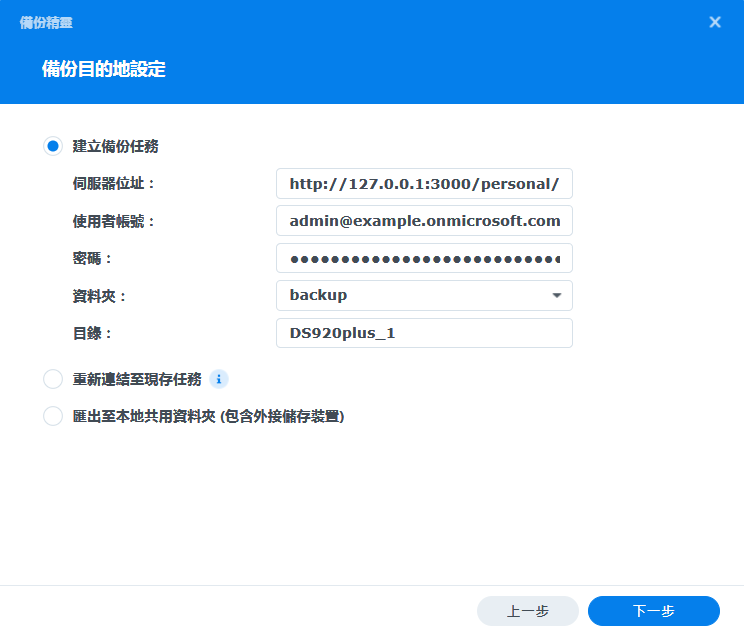 備份精靈
備份目的地設定
建立備份任務
伺服器位址：
http://127.0.0.1:3000/personal/
使用者帳號：
admin@example.onmicrosoft.com
密碼：
●●●●●●●●●●●●●●●●●●●●●●●●●●●
資料夾：
backup
目錄：
DS920plus_1
重新連結至現存任務
匯出至本地共用資料夾 (包含外接儲存裝置)
上一步
下一步